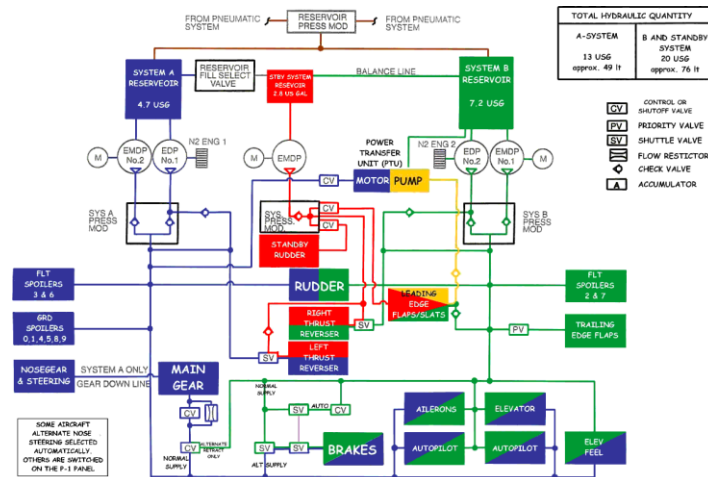 FROM PNEUMATIC
SYSTEM
RESERVOIR
PRESS MOD
FROM PNEUMATIC
SYSTEM
TOTAL HYDRAULIC QUANTITY
A-SYSTEM
13 USG
approx. 49 lt
B AND STANDBY
SYSTEM
20 USG
approx. 76 lt
SYSTEM A
RESERVEOIR
4.7 USG
RESERVOIR
FILL SELECT
VALVE
STBY SYSTEM
RESEVOIR
2.8 US GAL
BALANCE LINE
SYSTEM B
RESERVOIR
7.2 USG
CV
CONTROL OR
SHUTOFF VALVE
PV
PRIORITY VALVE
SV
SHUTTLE VALVE
FLOW RESTICTOR
CHECK VALVE
A
ACCUMULATOR
M
EMDP
No.2
EDP
No.1
N2 ENG 1
M
EMDP
POWER
TRANSFER
UNIT (PTU)
MOTOR
PUMP
CV
N2 ENG 2
EDP
No.2
EMDP
No.1
M
SYS A
PRESS
MOD
SYS.
PRESS.
MOD.
CV
CV
SYS B
PRESS
MOD
STANDBY
RUDDER
FLT
SPOILERS
3 & 6
RUDDER
LEADING
EDGE
FLAPS/SLATS
FLT
SPOILERS
2 & 7
GRD
SPOILERS
0,1,4,5,8,9
RIGHT
THRUST
REVERSER
SV
PV
TRAILING
EDGE FLAPS
SV
LEFT
THRUST
REVERSER
NOSEGEAR
& STEERING
SYSTEM A ONLY
GEAR DOWN LINE
MAIN
GEAR
NORMAL
SUPPLY
AUTO
CV
SV
CV
CV
ALTERNATE
RETRACT
ONLY
NORMAL
SUPPLY
SV
SV
ALT SUPPLY
BRAKES
AILERONS
ELEVATOR
AUTOPILOT
AUTOPILOT
ELEV
FEEL
SOME AIRCRAFT
ALTERNATE NOSE
STEERING SELECTED
AUTOMATICALLY.
OTHERS ARE SWITCHED
ON THE P-1 PANEL